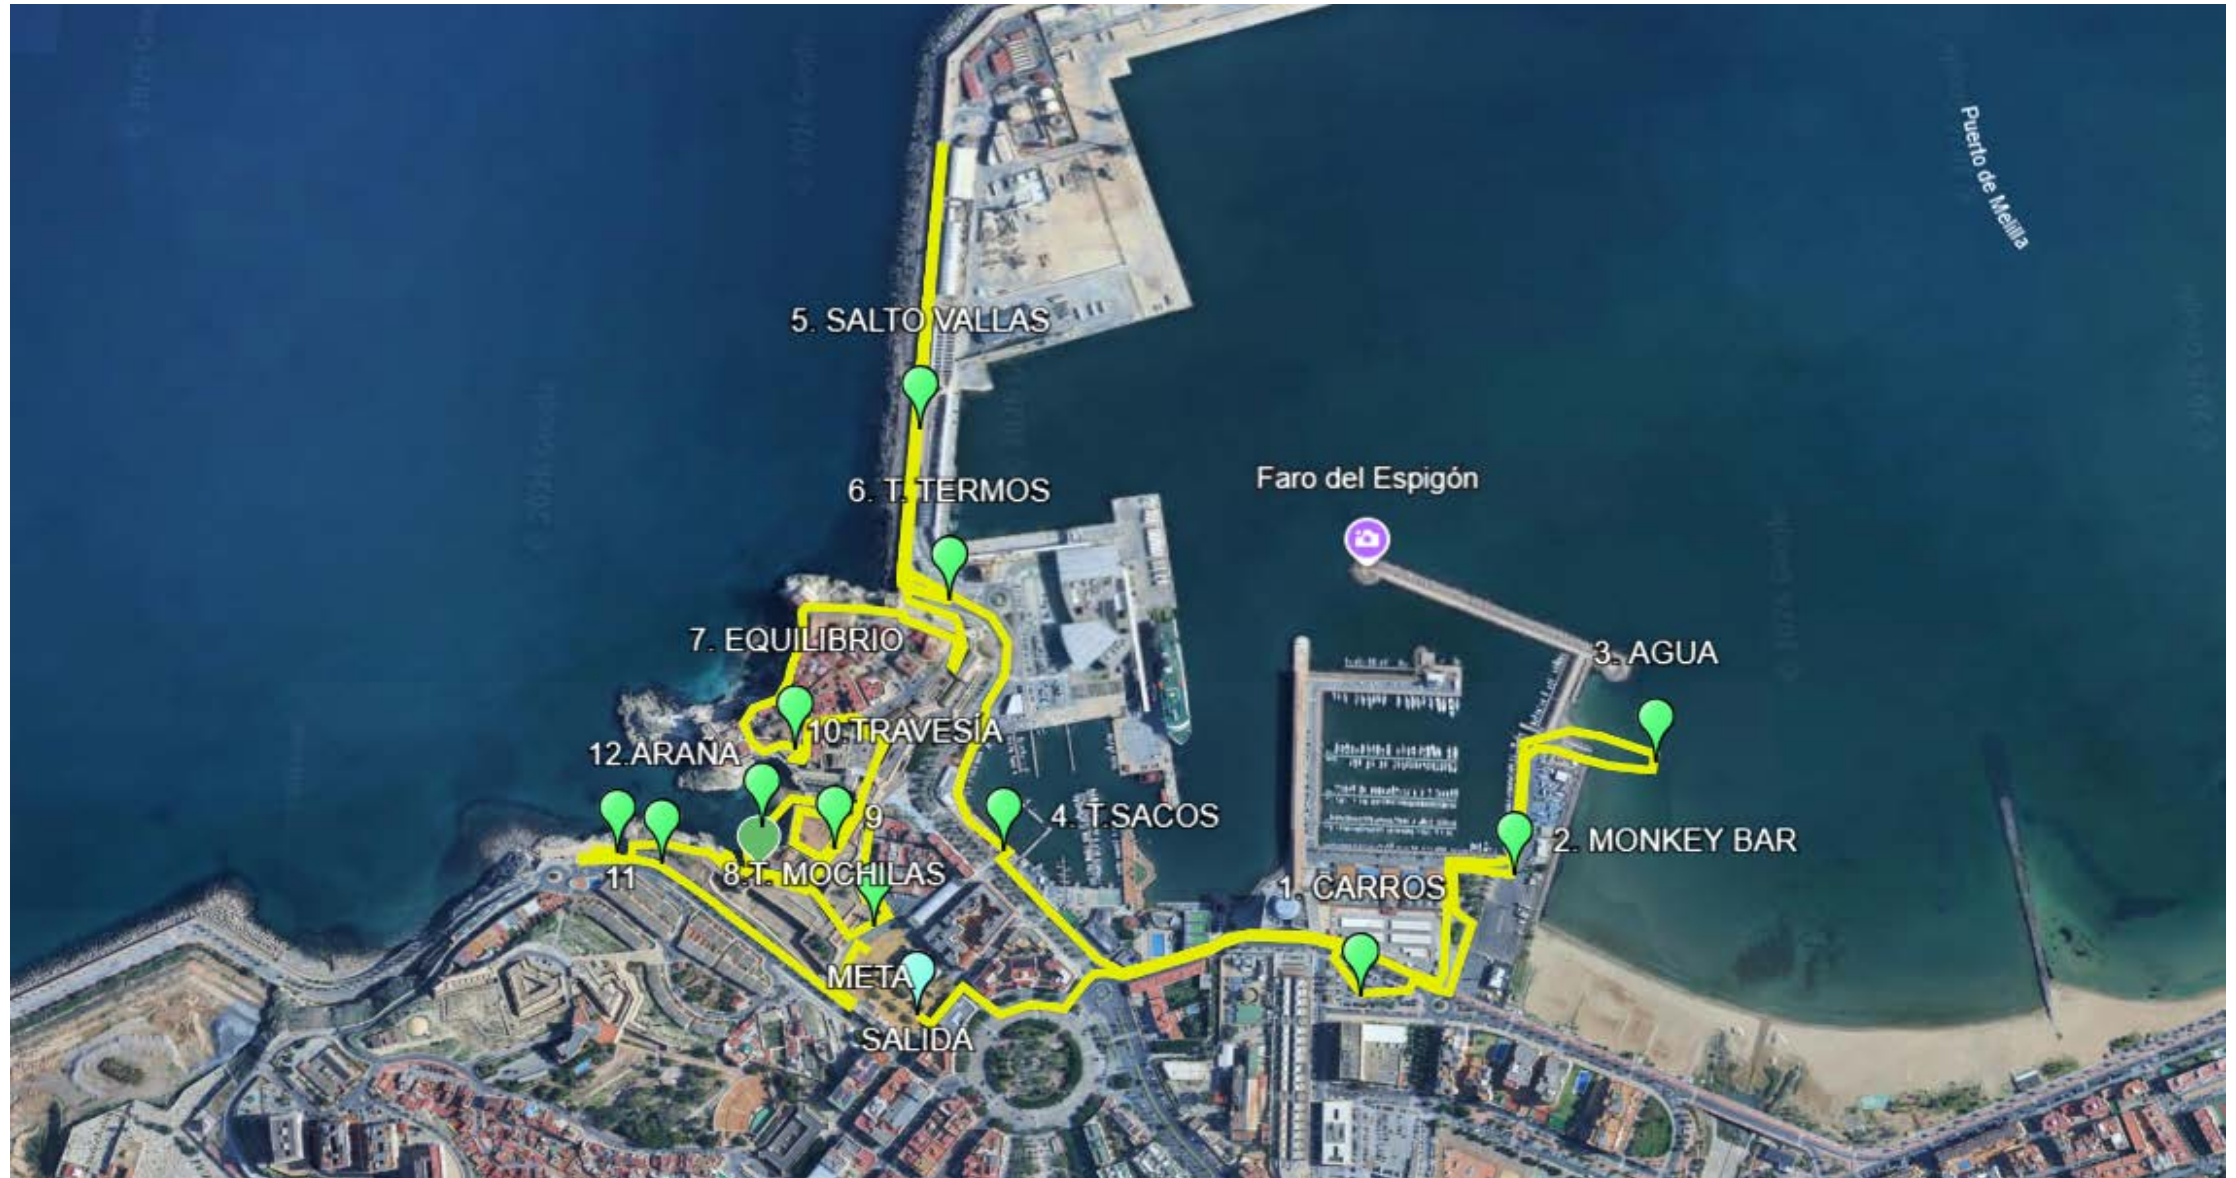 Puerto de Melilla
5. SALTO VALLAS
6. T. TERMOS
Faro del Espigón
7. EQUILIBRIO
3. AGUA
10.TRAVESÍA
12.ARAÑA
9
4. T.SACOS
2. MONKEY BAR
11
8.T. MOCHILAS
1. CARROS
META
SALIDA